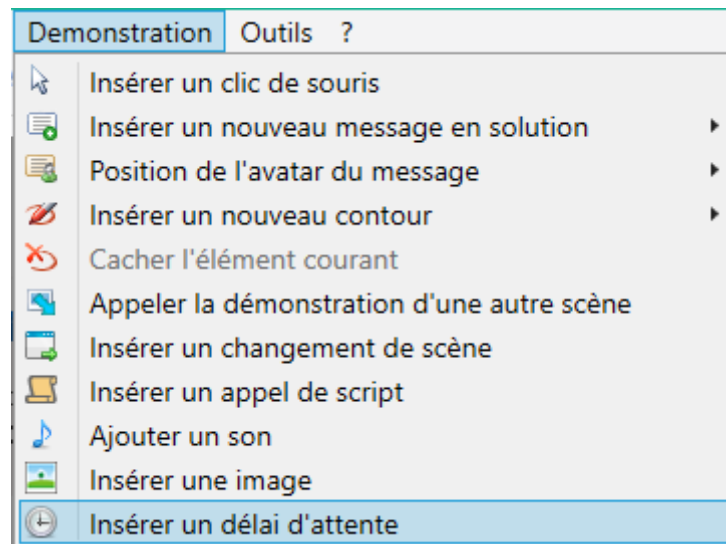 Demonstration Outils ?
Insérer un clic de souris
Insérer un nouveau message en solution
Position de l'avatar du message
Insérer un nouveau contour
Cacher l'élément courant
Appeler la démonstration d'une autre scène
Insérer un changement de scène
Insérer un appel de script
Ajouter un son
Insérer une image
Insérer un délai d'attente